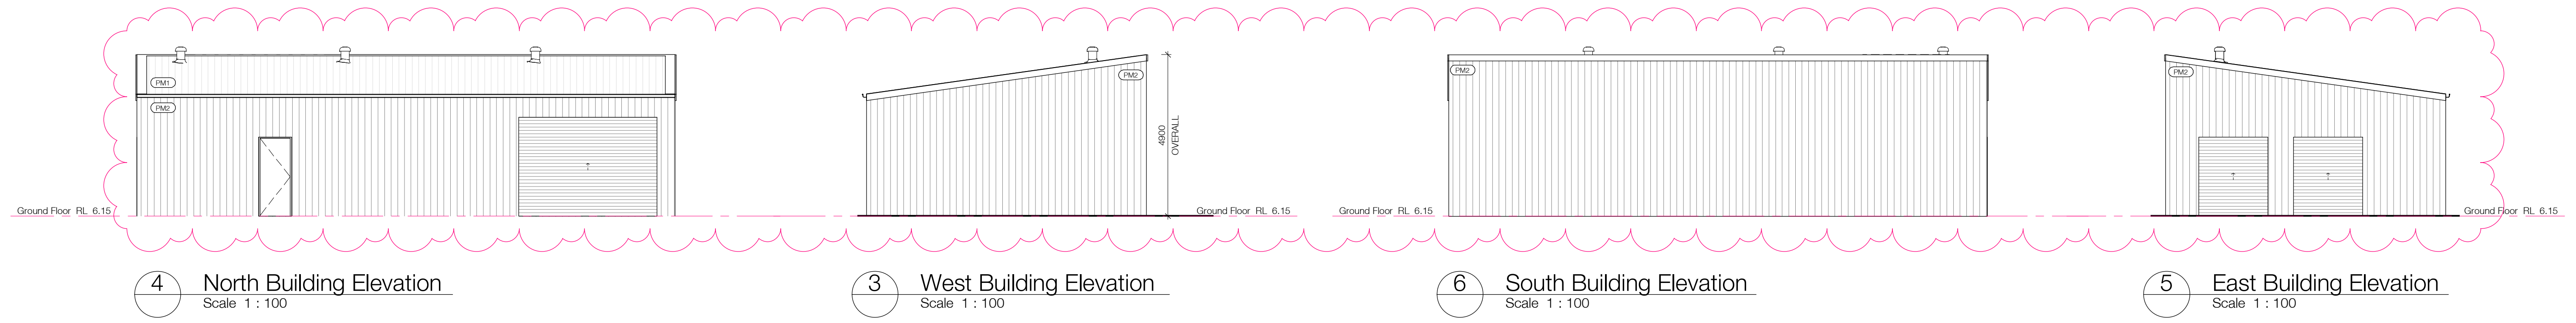 PM1
PM2
Ground Floor RL 6.15
4 North Building Elevation
Scale 1 : 100
PM2
4900
OVERALL
Ground Floor RL 6.15
3 West Building Elevation
Scale 1 : 100
PM2
Ground Floor RL 6.15
6 South Building Elevation
Scale 1 : 100
PM2
Ground Floor RL 6.15
5 East Building Elevation
Scale 1 : 100